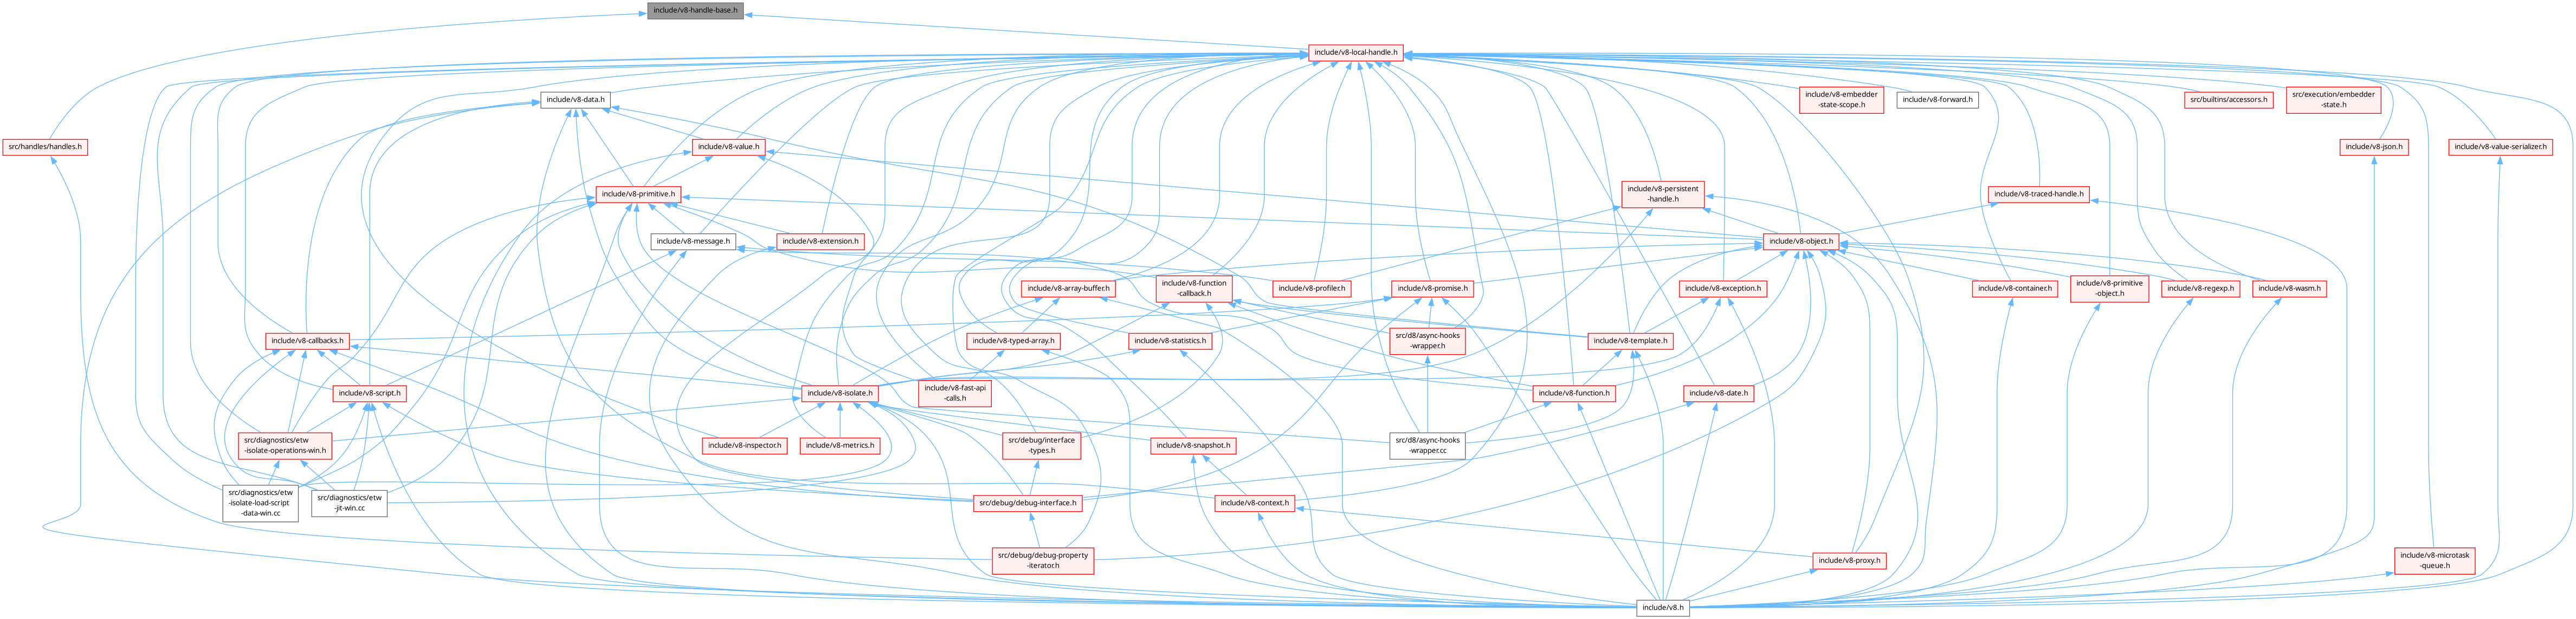 include/v8-handle-base.h
include/v8-local-handle.h
include/v8-data.h
include/v8-embedder
-state-scope.h
include/v8-forward.h
src/builtins/accessors.h
src/execution/embedder
-state.h
src/handles/handles.h
include/v8-value.h
include/v8-json.h
include/v8-value-serializer.h
include/v8-primitive.h
include/v8-persistent
-handle.h
include/v8-traced-handle.h
include/v8-message.h
include/v8-extension.h
include/v8-object.h
include/v8-array-buffer.h
include/v8-function
-callback.h
include/v8-profiler.h
include/v8-promise.h
include/v8-exception.h
include/v8-container.h
include/v8-primitive
-object.h
include/v8-regexp.h
include/v8-wasm.h
include/v8-callbacks.h
include/v8-typed-array.h
include/v8-statistics.h
src/d8/async-hooks
-wrapper.h
include/v8-template.h
include/v8-script.h
include/v8-isolate.h
include/v8-fast-api
-calls.h
include/v8-function.h
include/v8-date.h
src/diagnostics/etw
-isolate-operations-win.h
include/v8-inspector.h
include/v8-metrics.h
src/debug/interface
-types.h
include/v8-snapshot.h
src/d8/async-hooks
-wrapper.cc
src/diagnostics/etw
-isolate-load-script
-data-win.cc
src/diagnostics/etw
-jit-win.cc
src/debug/debug-interface.h
include/v8-context.h
src/debug/debug-property
-iterator.h
include/v8-proxy.h
include/v8-microtask
-queue.h
include/v8.h